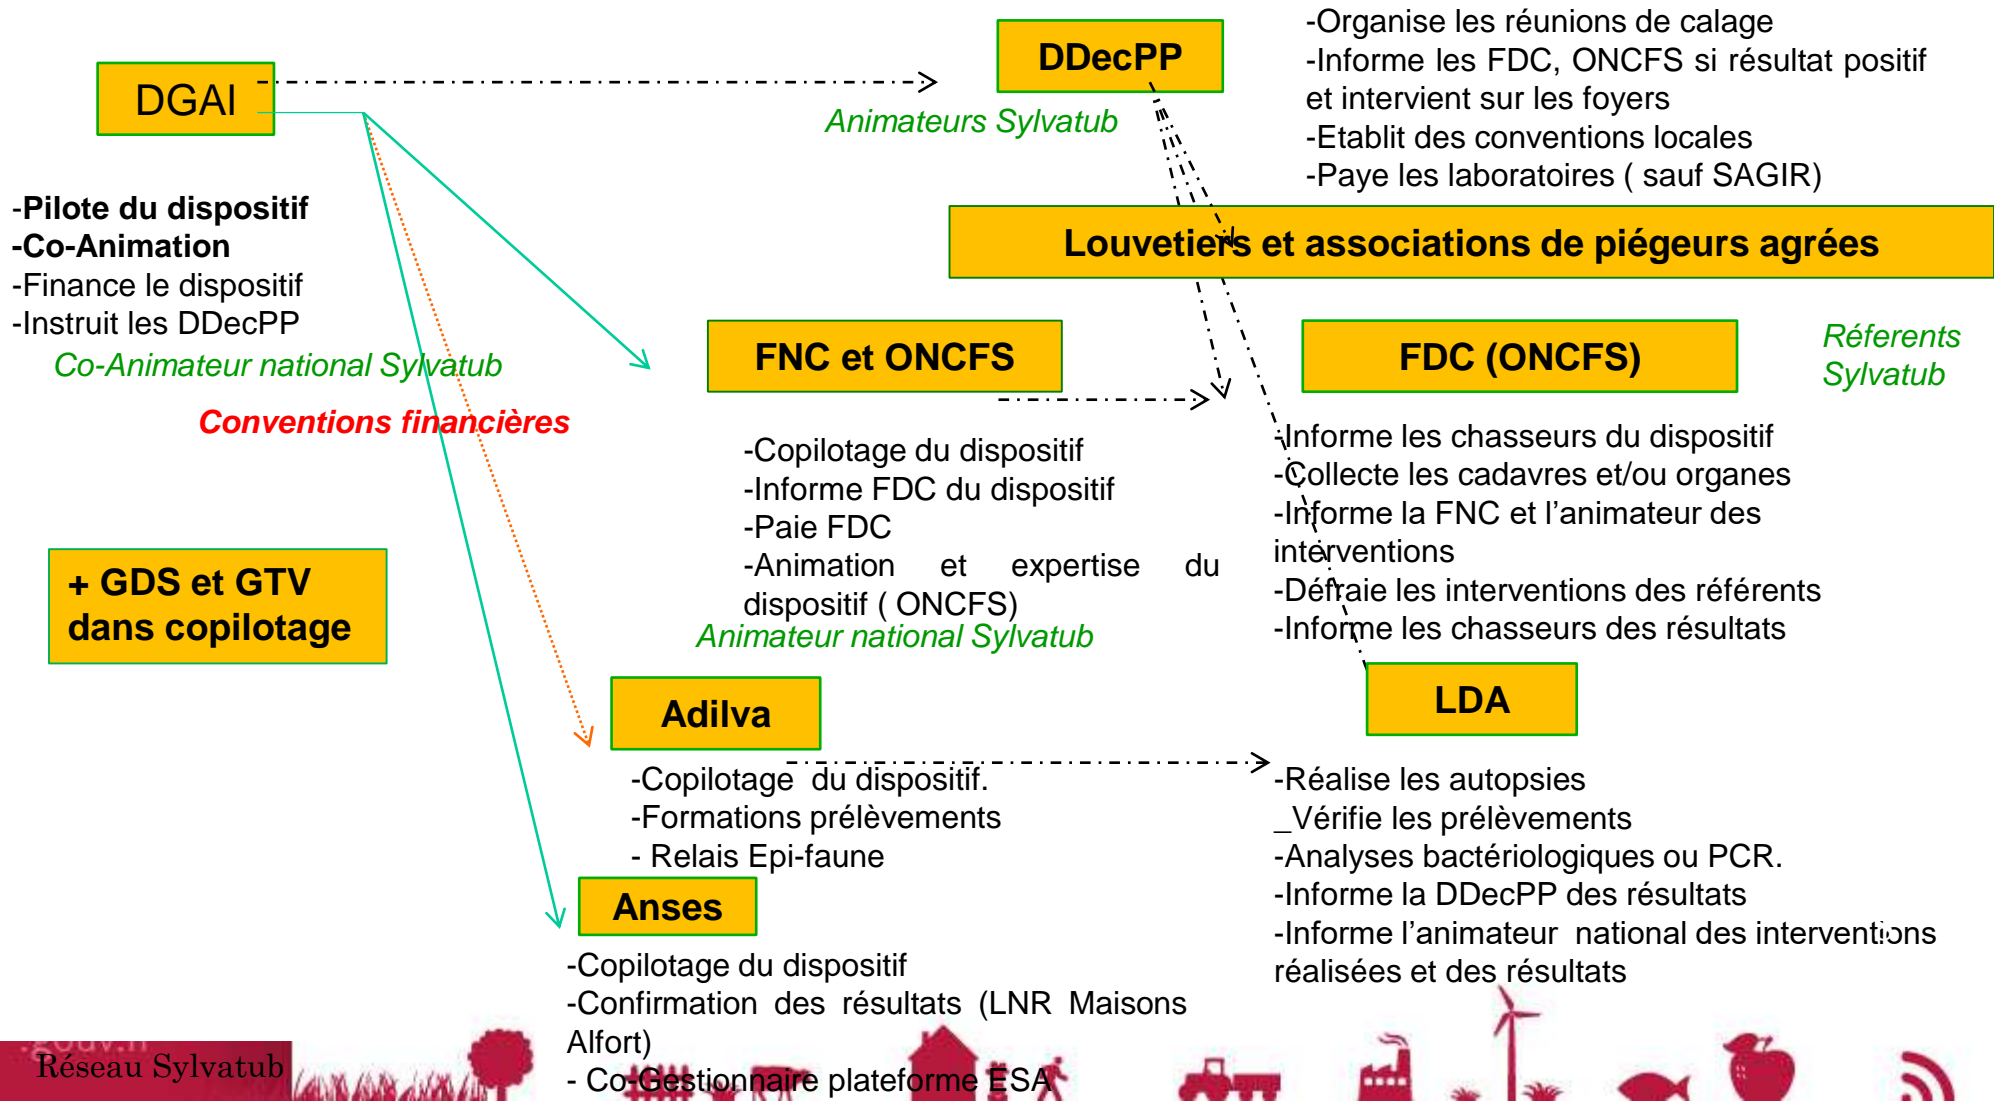 DGAl
-Pilote du dispositif
-Co-Animation
-Finance le dispositif
-Instruit les DDecPP
Co-Animateur national Sylvatub
Conventions financières
+ GDS et GTV
dans copilotage
DDecPP
Animateurs Sylvatub
-Organise les réunions de calage
-Informe les FDC, ONCFS si résultat positif
et intervient sur les foyers
-Etablit des conventions locales
-Paye les laboratoires ( sauf SAGIR)
Louvetiers et associations de piégeurs agrées
FNC et ONCFS
-Copilotage du dispositif
-Informe FDC du dispositif
-Paie FDC
-Animation et expertise du
dispositif ( ONCFS)
Animateur national Sylvatub
FDC (ONCFS)
Réferents
Sylvatub
-Informe les chasseurs du dispositif
-Collecte les cadavres et/ou organes
-Informe la FNC et l’animateur des
interventions
-Défraie les interventions des référents
-Informe les chasseurs des résultats
Adilva
-Copilotage du dispositif.
-Formations prélèvements
- Relais Epi-faune
LDA
-Réalise les autopsies
_Vérifie les prélèvements
-Analyses bactériologiques ou PCR.
-Informe la DDecPP des résultats
-Informe l’animateur national des interventions
réalisées et des résultats
Anses
-Copilotage du dispositif
-Confirmation des résultats (LNR Maisons
Alfort)
- Co-Gestionnaire plateforme ESA
.gouv.fr
Réseau Sylvatub